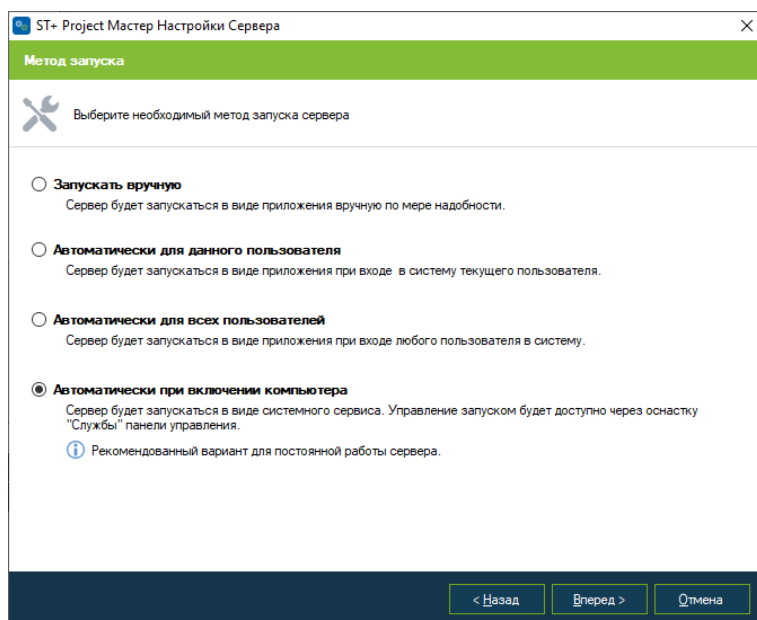 ST+ Project Мастер Настройки Сервера
Метод запуска
Выберите необходимый метод запуска сервера
Запускать вручную
Сервер будет запускаться в виде приложения вручную по мере надобности.
Автоматически для данного пользователя
Сервер будет запускаться в виде приложения при входе в систему текущего пользователя.
Автоматически для всех пользователей
Сервер будет запускаться в виде приложения при входе любого пользователя в систему.
Автоматически при включении компьютера
Сервер будет запускаться в виде системного сервиса. Управление запуском будет доступно через оснастку
"Службы" панели управления.
Рекомендованный вариант для постоянной работы сервера.
< Назад Вперед > Отмена